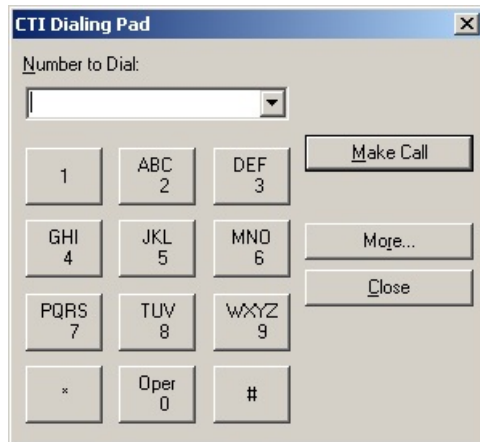 CTI Dialing Pad
Number to Dial:
Make Call
1
ABC
2
DEF
3
GHI
4
JKL
5
MNO
6
More...
Close
PQRS
7
TUV
8
WXYZ
9
*
Oper
0
#